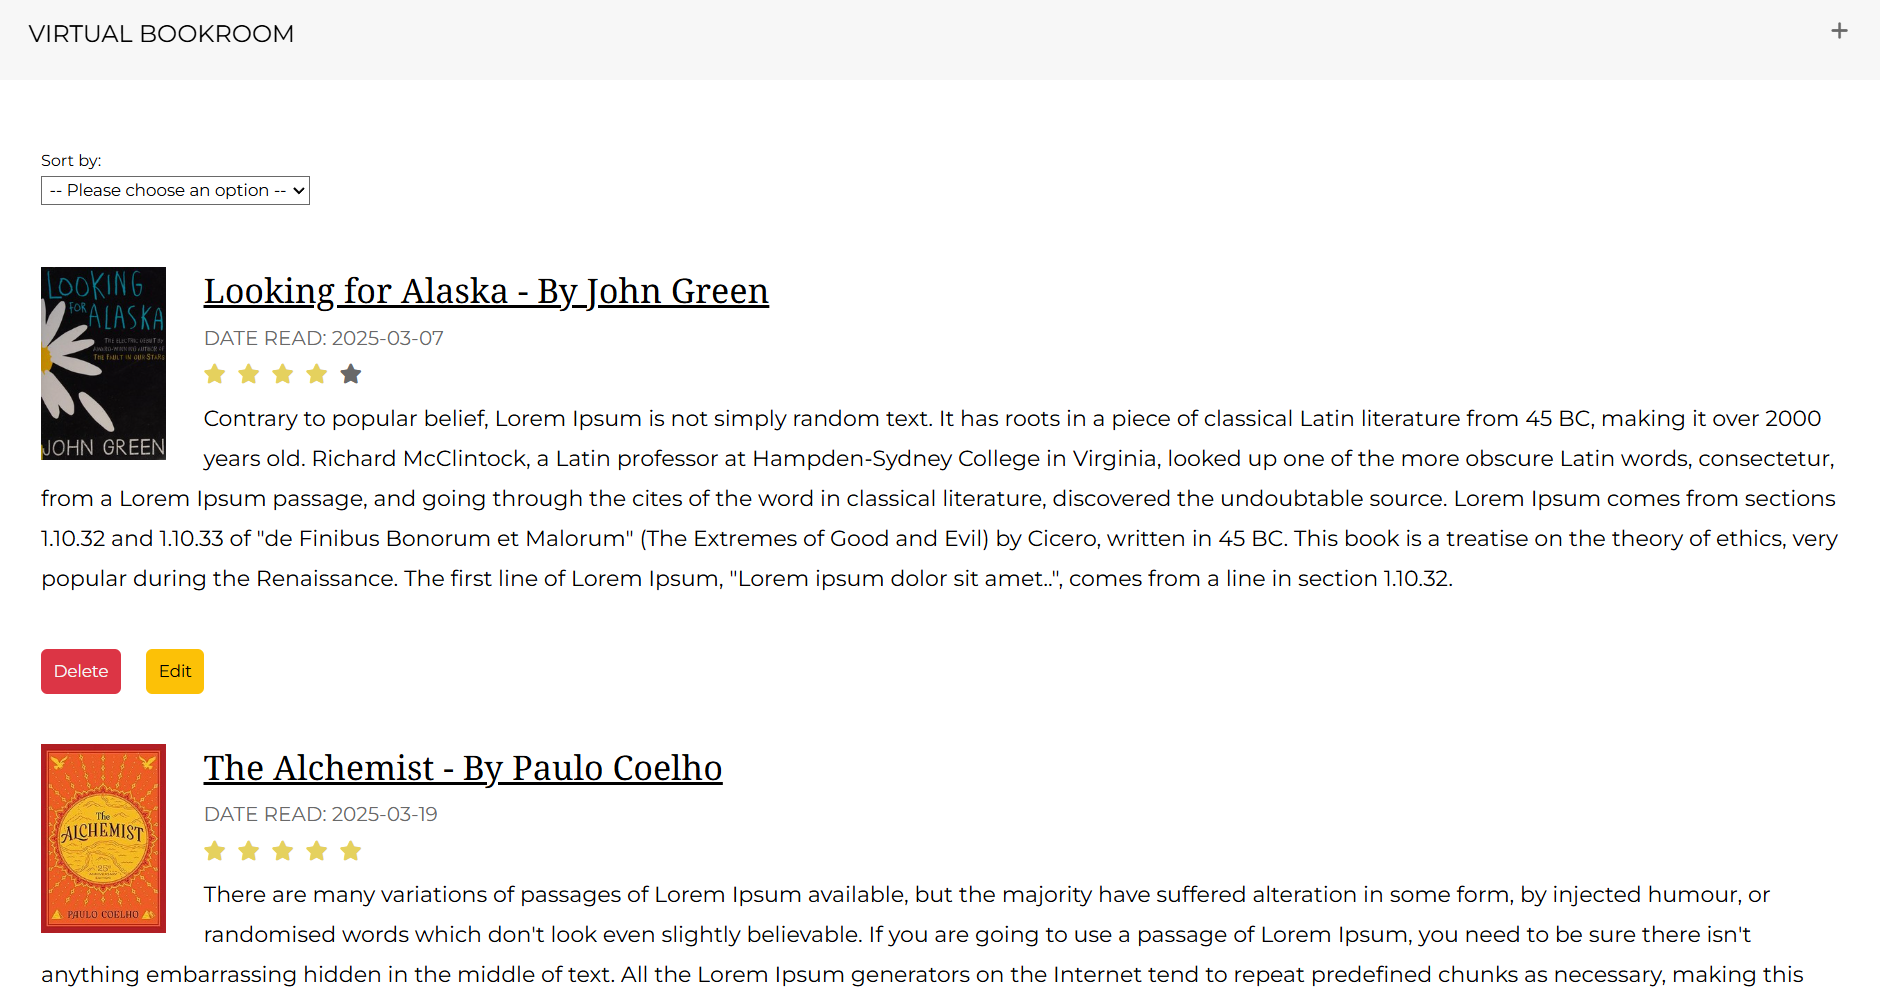 VIRTUAL BOOKROOM
+
Sort by:
-- Please choose an option --
LOOKING
FOR ALASKA
THE FAULT IN OUR STARS
JOHN GREEN
Looking for Alaska - By John Green
DATE READ: 2025-03-07
Contrary to popular belief, Lorem Ipsum is not simply random text. It has roots in a piece of classical Latin literature from 45 BC, making it over 2000
years old. Richard McClintock, a Latin professor at Hampden-Sydney College in Virginia, looked up one of the more obscure Latin words, consectetur,
from a Lorem Ipsum passage, and going through the cites of the word in classical literature, discovered the undoubtable source. Lorem Ipsum comes from sections
1.10.32 and 1.10.33 of "de Finibus Bonorum et Malorum" (The Extremes of Good and Evil) by Cicero, written in 45 BC. This book is a treatise on the theory of ethics, very
popular during the Renaissance. The first line of Lorem Ipsum, "Lorem ipsum dolor sit amet..", comes from a line in section 1.10.32.
Delete
Edit
The
ALCHEMIST
PAULO COELHO
The Alchemist - By Paulo Coelho
DATE READ: 2025-03-19
There are many variations of passages of Lorem Ipsum available, but the majority have suffered alteration in some form, by injected humour, or
randomised words which don't look even slightly believable. If you are going to use a passage of Lorem Ipsum, you need to be sure there isn't
anything embarrassing hidden in the middle of text. All the Lorem Ipsum generators on the Internet tend to repeat predefined chunks as necessary, making this